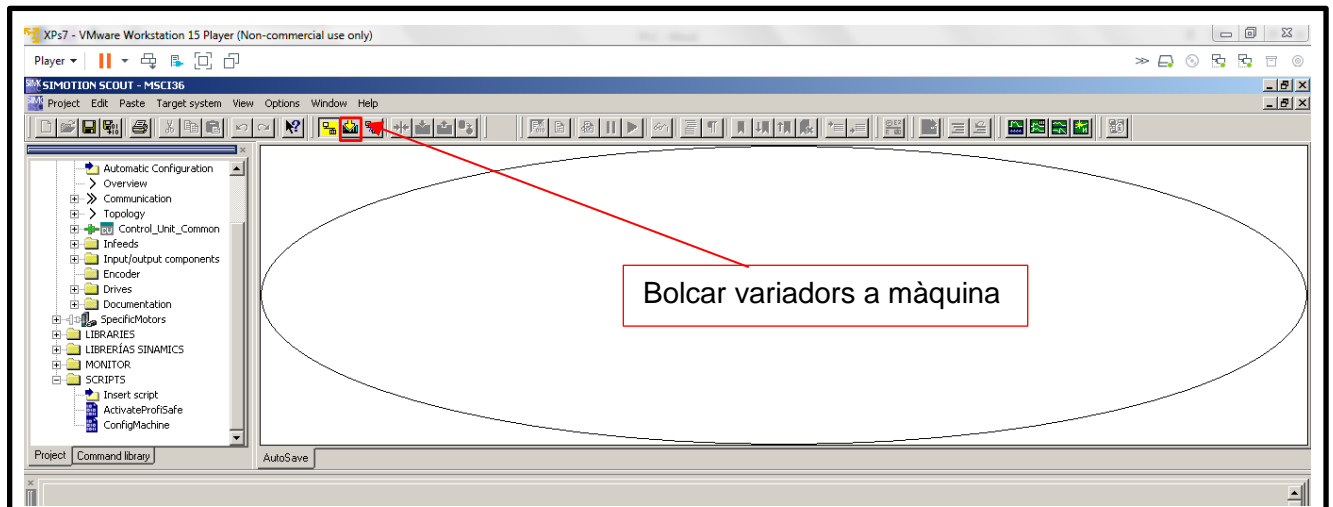 XPs7 - VMware Workstation 15 Player (Non-commercial use only)
Player
SIMOTION SCOUT - MSCI36
Project Edit Paste Target system View Options Window Help
Automatic Configuration
Overview
Communication
Topology
Control_Unit_Common
Infeeds
Input/output components
Encoder
Drives
Documentation
SpecificMotors
LIBRARIES
LIBRERÍAS SINAMICS
MONITOR
SCRIPTS
Insert script
ActivateProfiSafe
ConfigMachine
Bolcar variadors a màquina
Project Command library
AutoSave